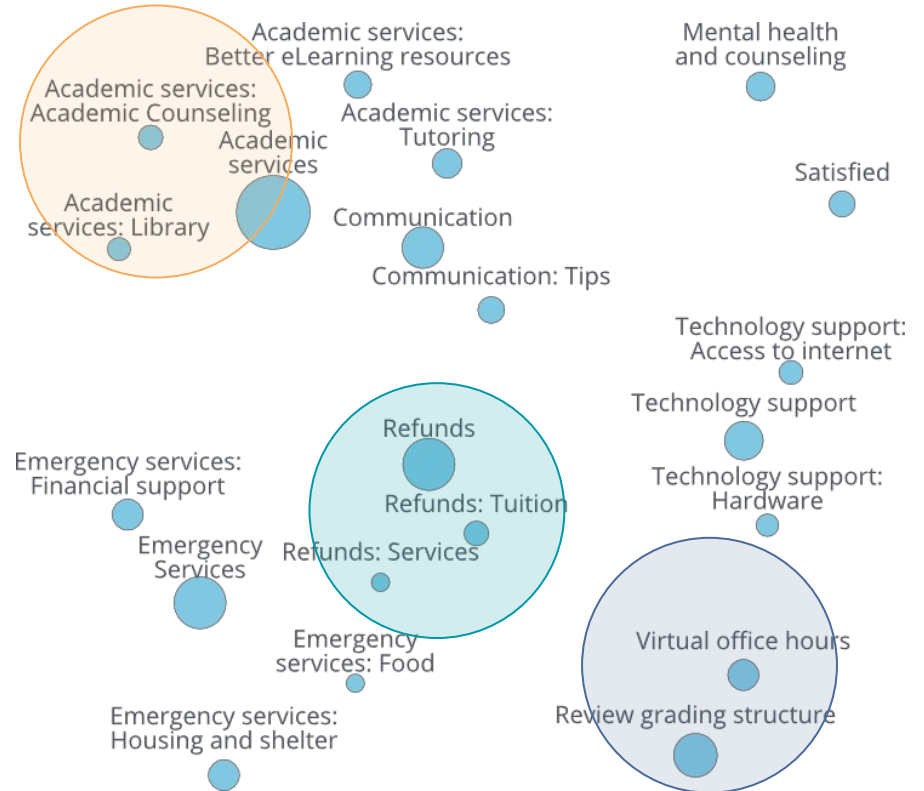 Academic services:
Better eLearning resources
Mental health
and counseling
Academic services:
Academic Counseling
Academic services:
Tutoring
Academic
services
Satisfied
Academic
services: Library
Communication
Communication: Tips
Technology support:
Access to internet
Technology support
Refunds
Emergency services:
Financial support
Technology support:
Hardware
Refunds: Tuition
Emergency
Services
Refunds: Services
Emergency
services: Food
Virtual office hours
Review grading structure
Emergency services:
Housing and shelter